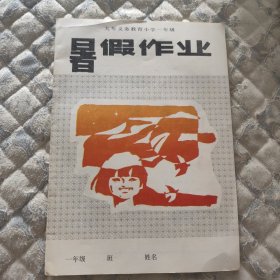 九年义务教育小学一年级
暑假作业
一年级 班 姓名